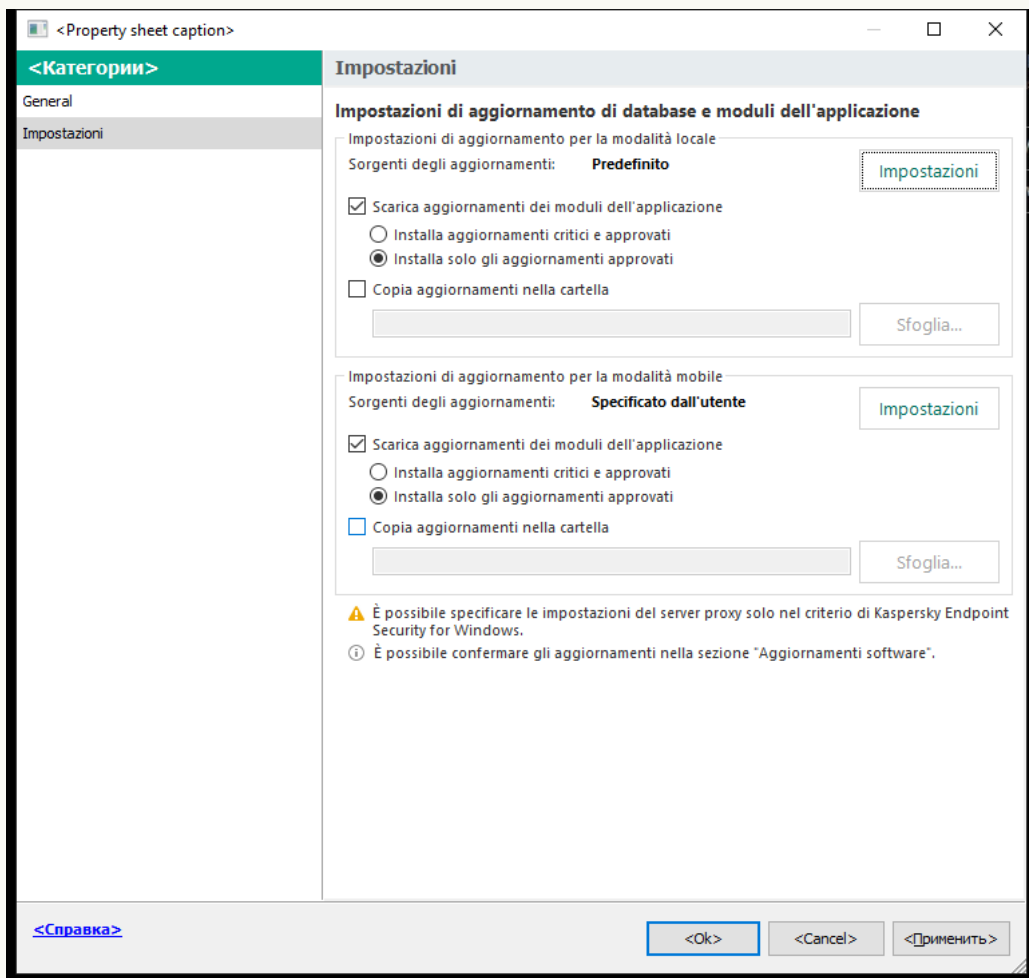 <Property sheet caption>
<Категории>
General
Impostazioni
Impostazioni
Impostazioni di aggiornamento di database e moduli dell'applicazione
Impostazioni di aggiornamento per la modalità locale
Sorgenti degli aggiornamenti: Predefinito
Impostazioni
Scarica aggiornamenti dei moduli dell'applicazione
Installa aggiornamenti critici e approvati
Installa solo gli aggiornamenti approvati
Copia aggiornamenti nella cartella
Sfoglia...
Impostazioni di aggiornamento per la modalità mobile
Sorgenti degli aggiornamenti: Specificato dall'utente
Impostazioni
Scarica aggiornamenti dei moduli dell'applicazione
Installa aggiornamenti critici e approvati
Installa solo gli aggiornamenti approvati
Copia aggiornamenti nella cartella
Sfoglia...
È possibile specificare le impostazioni del server proxy solo nel criterio di Kaspersky Endpoint
Security for Windows.
È possibile confermare gli aggiornamenti nella sezione "Aggiornamenti software".
<Справка>
<Ok> <Cancel> <Применить>